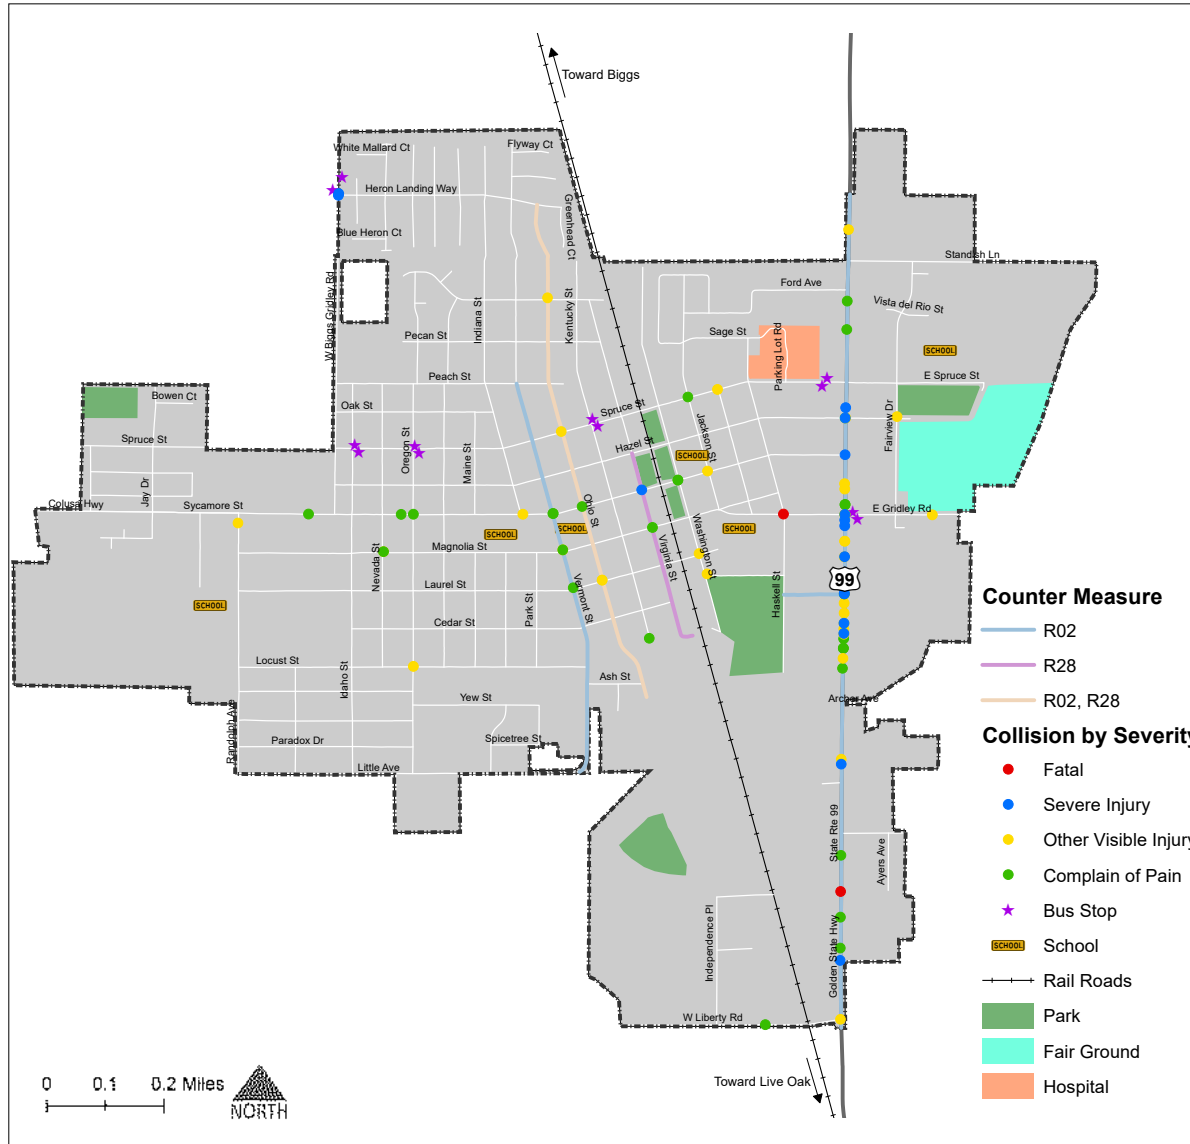 Toward Biggs
White Mallard Ct
Flyway Ct
Heron Landing Way
Greenhead Ct
Blue Heron Ct
Standish Ln
W Biggs Gridley Rd
Ford Ave
Vista del Rio St
Indiana St
Kentucky St
Pecan St
Sage St
Parking Lot Rd
SCHOOL
Peach St
E Spruce St
Bowen Ct
Oak St
Spruce St
Fairview Dr
Spruce St
Hazel St
Jackson St
Oregon St
Maine St
SCHOOL
Jay Dr
Colusa Hwy
Sycamore St
Ohio St
E Gridley Rd
SCHOOL
SCHOOL
SCHOOL
Washington St
Magnolia St
Nevada St
Virginia St
Laurel St
Vermont St
Park St
Haskell St
99
SCHOOL
Cedar St
Locust St
Idaho St
Ash St
Yew St
Archer Ave
Randolph Ave
Paradox Dr
Spicetree St
Little Ave
State Rte 99
Ayers Ave
Independence Pl
Golden State Hwy
W Liberty Rd
Toward Live Oak
Counter Measure
R02
R28
R02, R28
Collision by Severity
Fatal
Severe Injury
Other Visible Injury
Complain of Pain
Bus Stop
SCHOOL School
Rail Roads
Park
Fair Ground
Hospital
0 0.1 0.2 Miles
NORTH